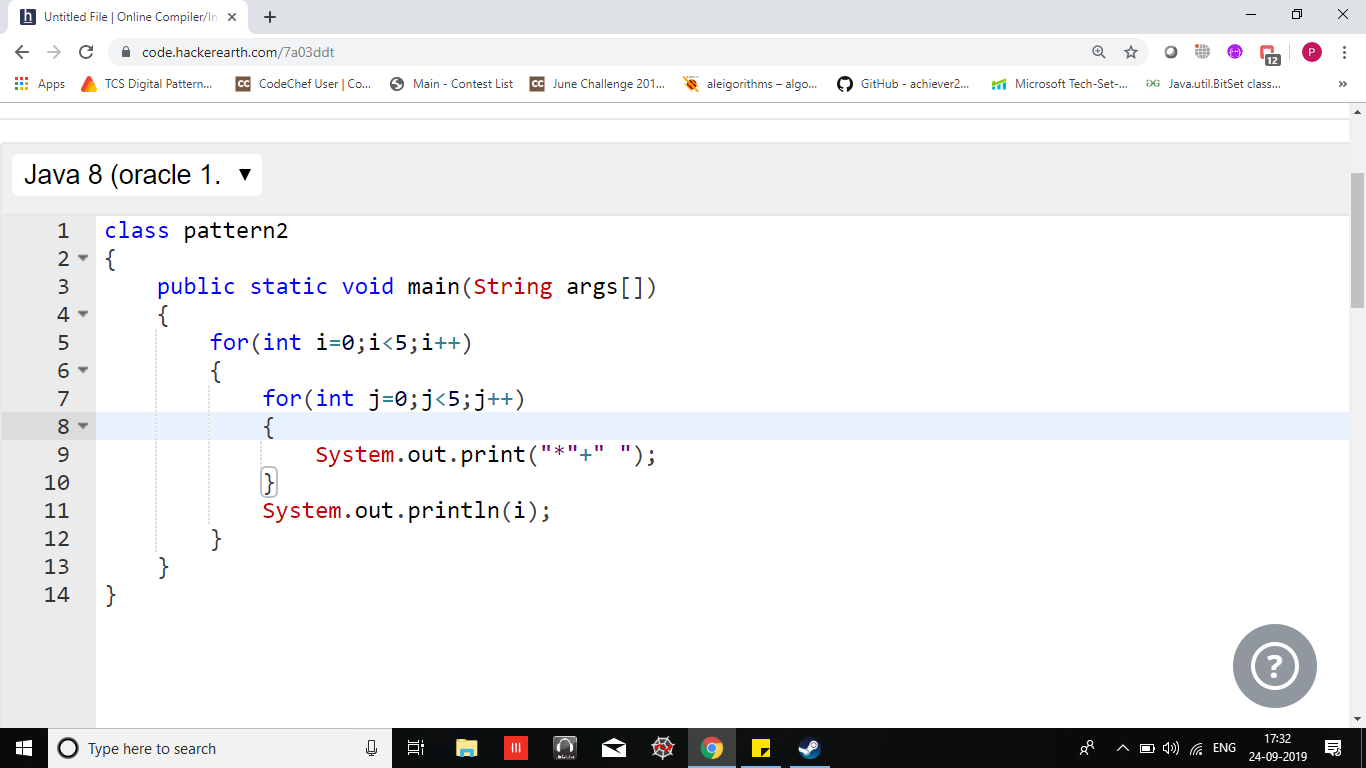 Untitled File | Online Compiler/In
code.hackerearth.com/7a03ddt
P
12
Apps
TCS Digital Pattern...
CC CodeChef User | Co...
Main - Contest List
CC June Challenge 201...
aleigorithms – algo...
GitHub - achiever2...
Microsoft Tech-Set-...
ƏG Java.util.BitSet class...
»
Java 8 (oracle 1.
1 class pattern2
2 {
3 public static void main(String args[])
4 {
5 for(int i=0;i<5;i++)
6 {
7 for(int j=0;j<5;j++)
8 {
9 System.out.print("*"+" ");
10 }
11 System.out.println(i);
12 }
13 }
14 }
?
Type here to search
ENG
17:32
24-09-2019